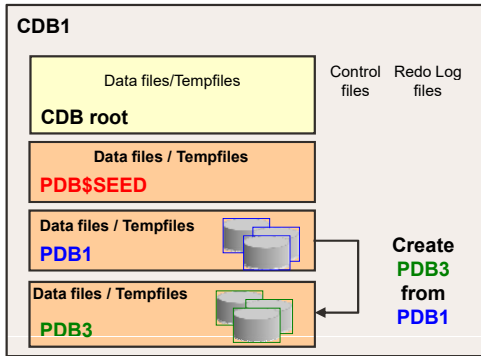 CDB1
Data files/Tempfiles
CDB root
Control
files
Redo Log
files
Data files / Tempfiles
PDB$SEED
Data files / Tempfiles
PDB1
Data files / Tempfiles
PDB3
Create
PDB3
from
PDB1